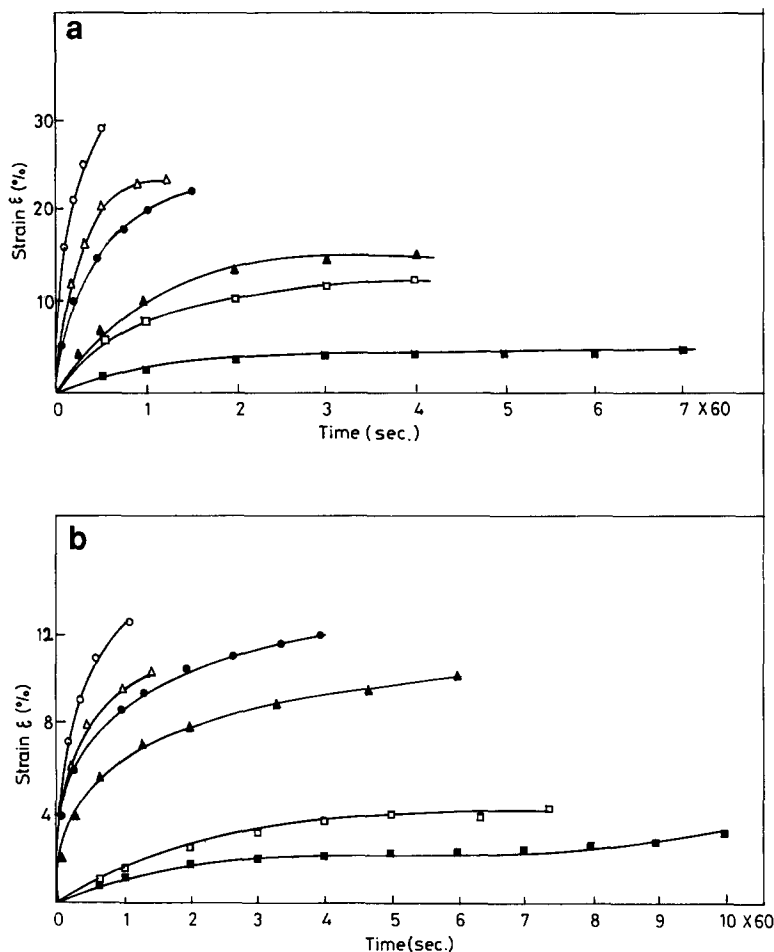 a
30
20
10
Strain ε (%)
0 1 2 3 4 5 6 7 X 60
Time (sec.)
b
12
8
4
Strain ε (%)
0 1 2 3 4 5 6 7 8 9 10 X 60
Time (sec.)